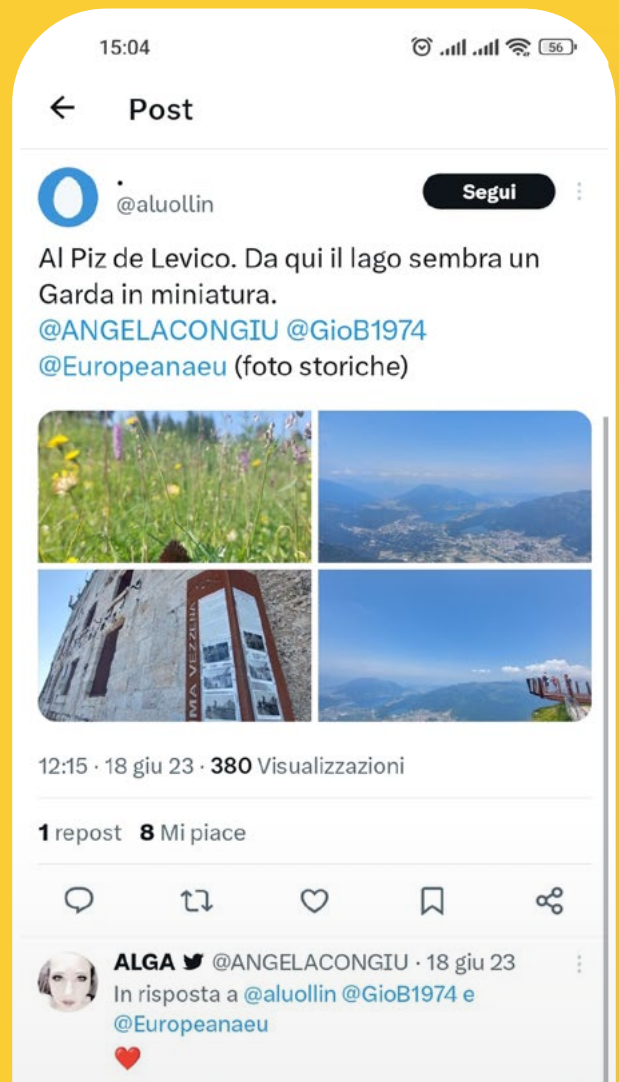 15:04
56
Post
.
@aluollin
Segui
Al Piz de Levico. Da qui il lago sembra un
Garda in miniatura.
@ANGELACONGIU @GioB1974
@Europeanaeu (foto storiche)
MA VEZZENA
12:15 · 18 giu 23 · 380 Visualizzazioni
1 repost 8 Mi piace
ALGA @ANGELACONGIU · 18 giu 23
In risposta a @aluollin @GioB1974 e
@Europeanaeu